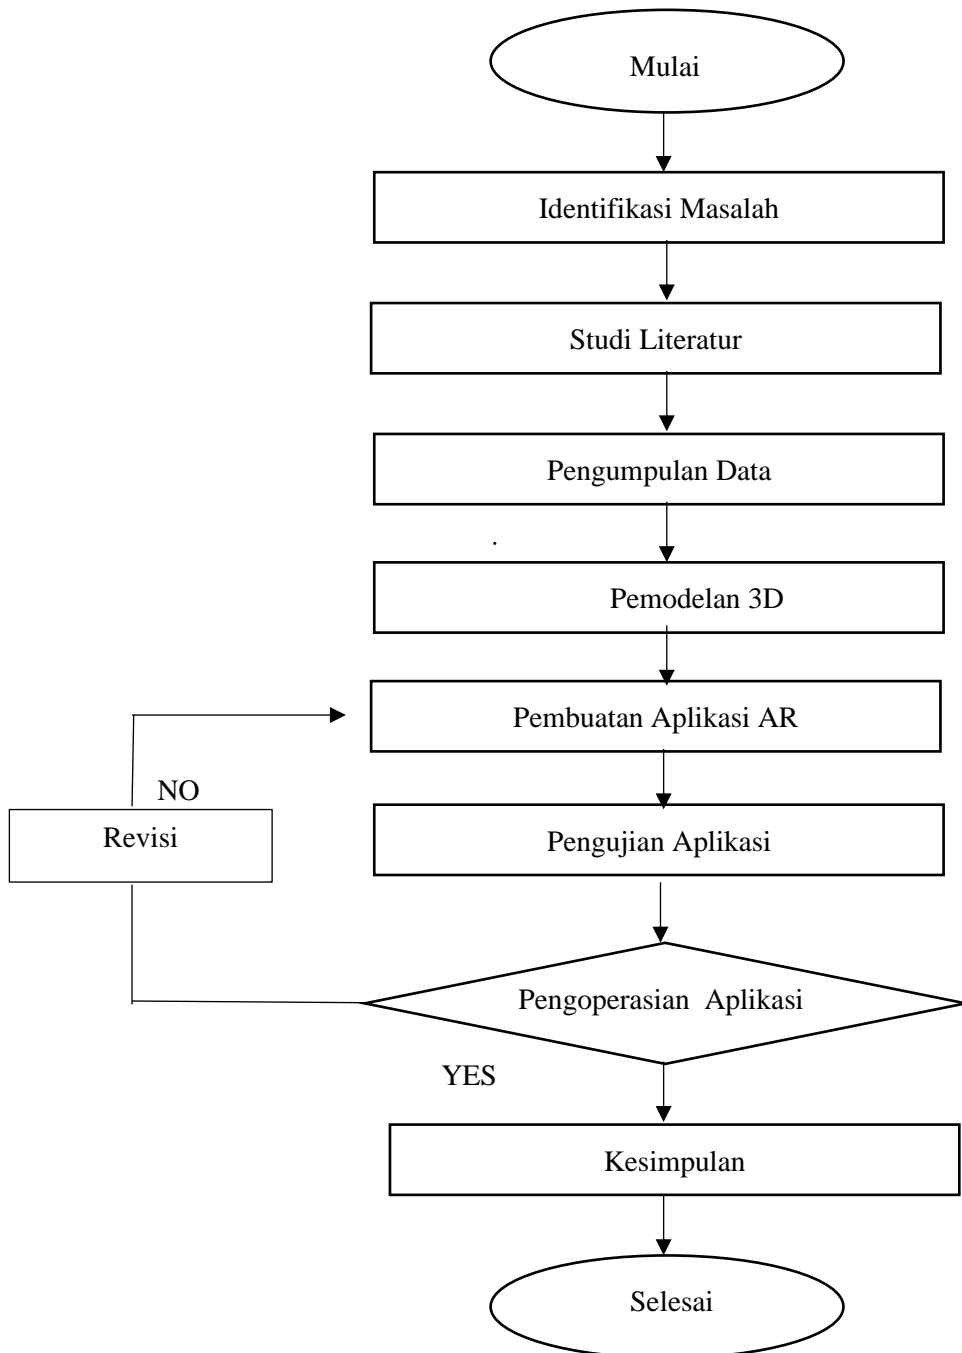 Mulai
Identifikasi Masalah
Studi Literatur
Pengumpulan Data
.
Pemodelan 3D
Pembuatan Aplikasi AR
NO
Revisi
Pengujian Aplikasi
Pengoperasian Aplikasi
YES
Kesimpulan
Selesai